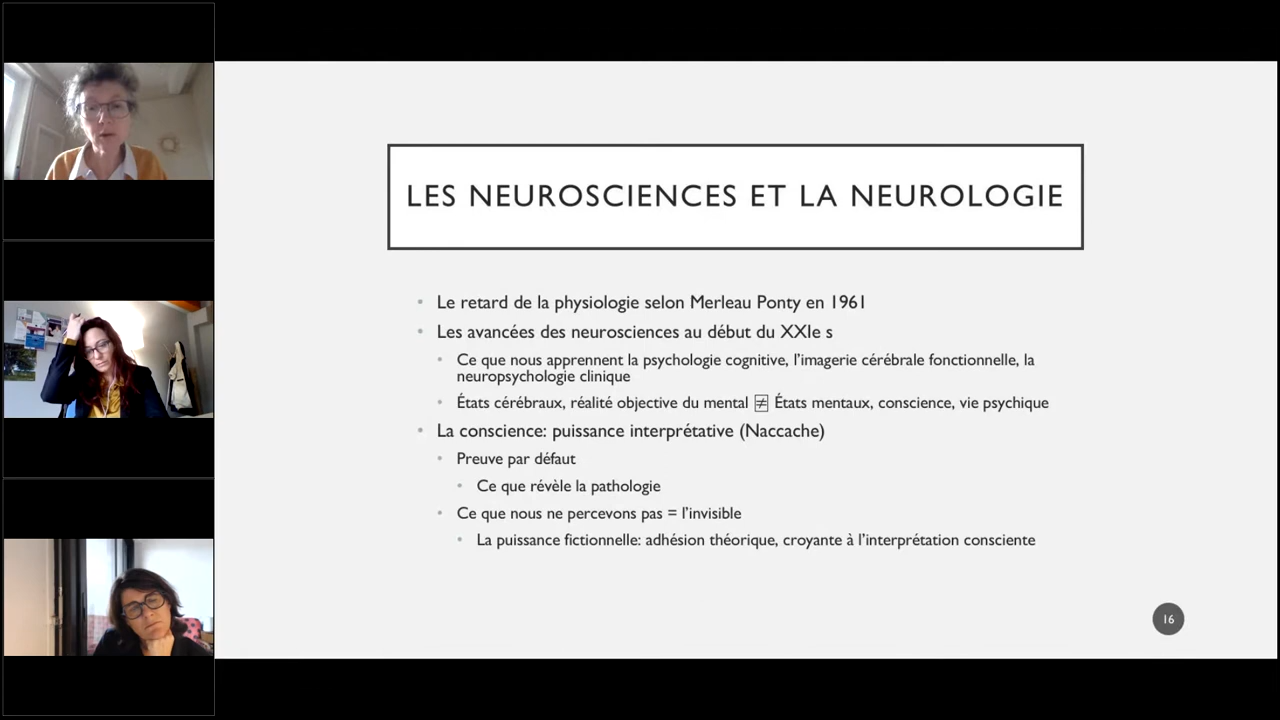 LES NEUROSCIENCES ET LA NEUROLOGIE
Le retard de la physiologie selon Merleau Ponty en 1961
Les avancées des neurosciences au début du XXIe s
Ce que nous apprennent la psychologie cognitive, l'imagerie cérébrale fonctionnelle, la
neuropsychologie clinique
États cérébraux, réalité objective du mental ≠ États mentaux, conscience, vie psychique
La conscience: puissance interprétative (Naccache)
Preuve par défaut
Ce que révèle la pathologie
Ce que nous ne percevons pas = l'invisible
La puissance fictionnelle: adhésion théorique, croyante à l'interprétation consciente
16